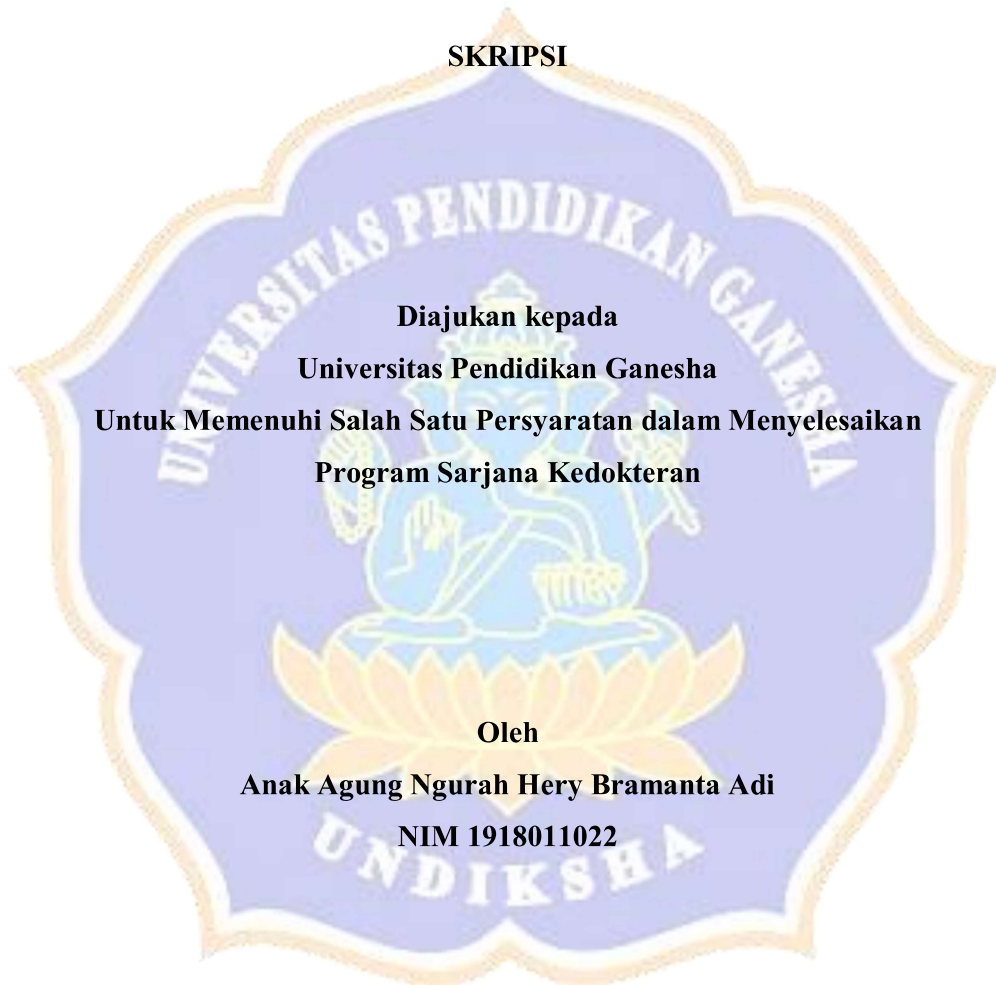 SKRIPSI
UNIVERSITAS PENDIDIKAN GANESHA
Diajukan kepada
Universitas Pendidikan Ganesha
Untuk Memenuhi Salah Satu Persyaratan dalam Menyelesaikan
Program Sarjana Kedokteran
Oleh
Anak Agung Ngurah Hery Bramanta Adi
NIM 1918011022
UNDIKSHA